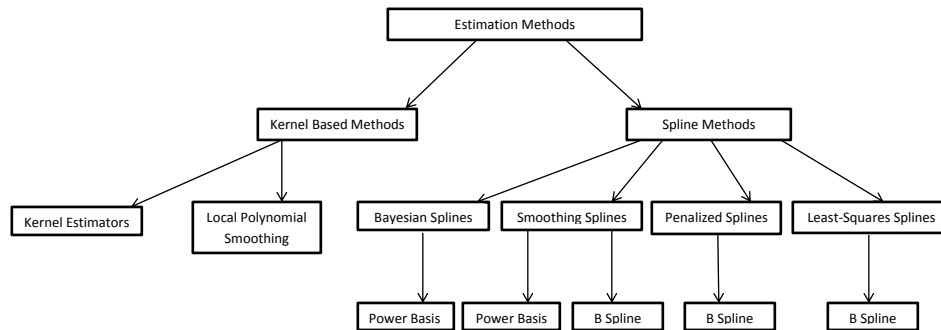 Estimation Methods
Kernel Based Methods
Spline Methods
Kernel Estimators
Local Polynomial
Smoothing
Bayesian Splines
Smoothing Splines
Penalized Splines
Least-Squares Splines
Power Basis
Power Basis
B Spline
B Spline
B Spline